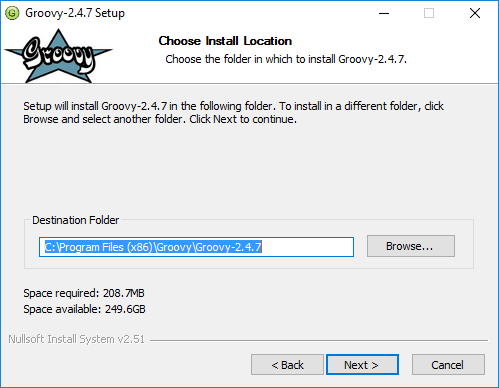 Groovy-2.4.7 Setup
Groovy
Choose Install Location
Choose the folder in which to install Groovy-2.4.7.
Setup will install Groovy-2.4.7 in the following folder. To install in a different folder, click
Browse and select another folder. Click Next to continue.
Destination Folder
C:\Program Files (x86)\Groovy\Groovy-2.4.7
Browse...
Space required: 208.7MB
Space available: 249.6GB
Nullsoft Install System v2.51
< Back
Next >
Cancel